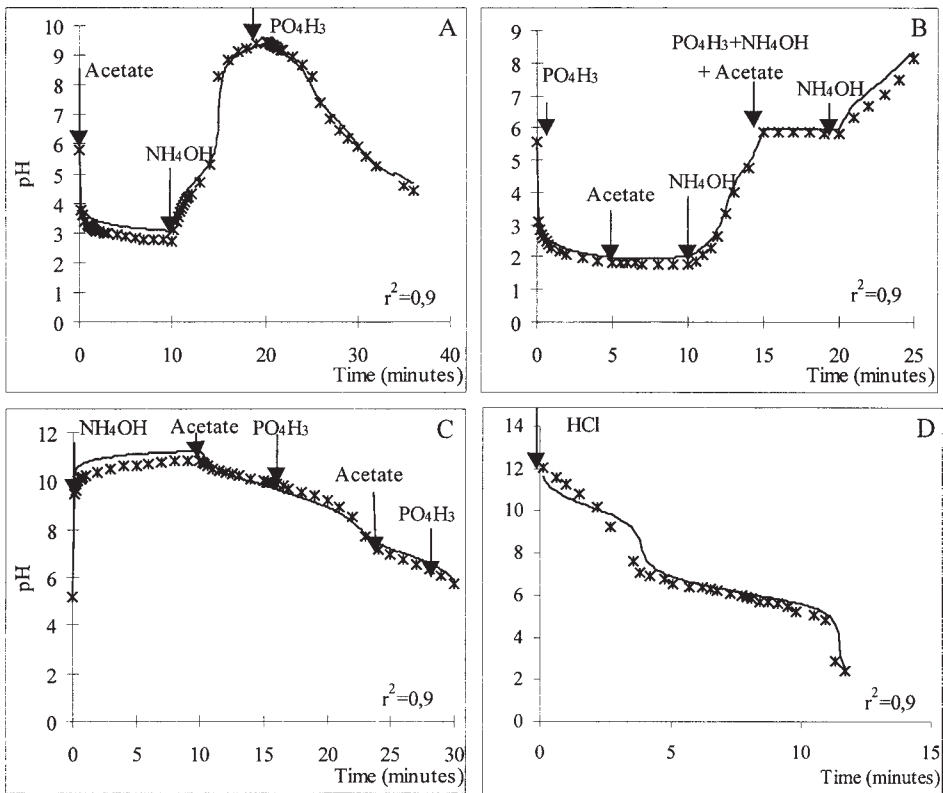 A
PO₄H₃
Acetate
NH₄OH
pH
10
9
8
7
6
5
4
3
2
1
0
r²=0,9
0 10 20 30 40
Time (minutes)
B
PO₄H₃+NH₄OH
+ Acetate
PO₄H₃
NH₄OH
Acetate
NH₄OH
9
8
7
6
5
4
3
2
1
0
r²=0,9
0 5 10 15 20 25
Time (minutes)
C
NH₄OH Acetate PO₄H₃
Acetate
PO₄H₃
pH
12
10
8
6
4
2
0
r²=0,9
0 5 10 15 20 25 30
Time (minutes)
D
HCl
14
12
10
8
6
4
2
0
r²=0,9
0 5 10 15
Time (minutes)